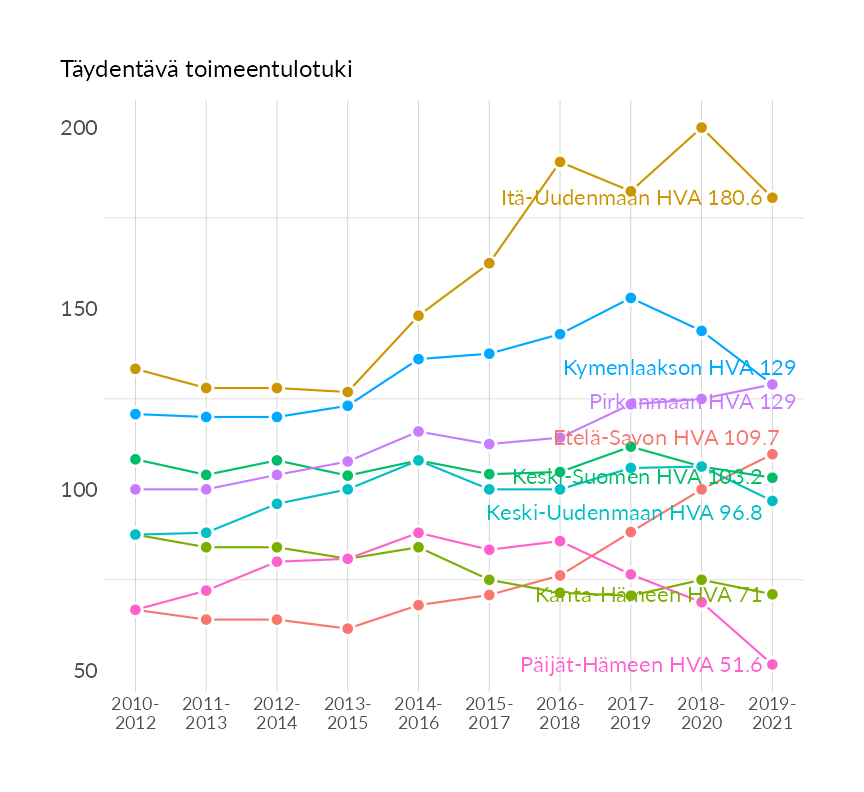 Täydentävä toimeentulotuki
200
150
100
50
Itä-Uudenmaan HVA 180.6
Kymenlaakson HVA 129
Pirkanmaan HVA 129
Etelä-Savon HVA 109.7
Keski-Suomen HVA 103.2
Keski-Uudenmaan HVA 96.8
Kanta-Hämeen HVA 71
Päijät-Hämeen HVA 51.6
2010- 2011- 2012- 2013- 2014- 2015- 2016- 2017- 2018- 2019-
2012 2013 2014 2015 2016 2017 2018 2019 2020 2021